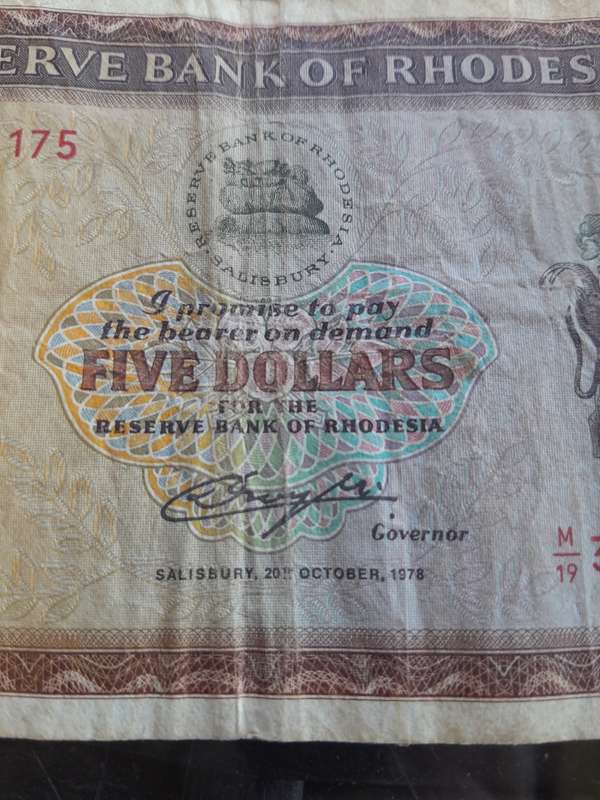 ERVE BANK OF RHODES
175
RESERVE BANK OF RHODESIA
· SALISBURY ·
I promise to pay
the bearer on demand
FIVE DOLLARS
FOR THE
RESERVE BANK OF RHODESIA
Governor
M
19
3
SALISBURY, 20TH OCTOBER, 1978